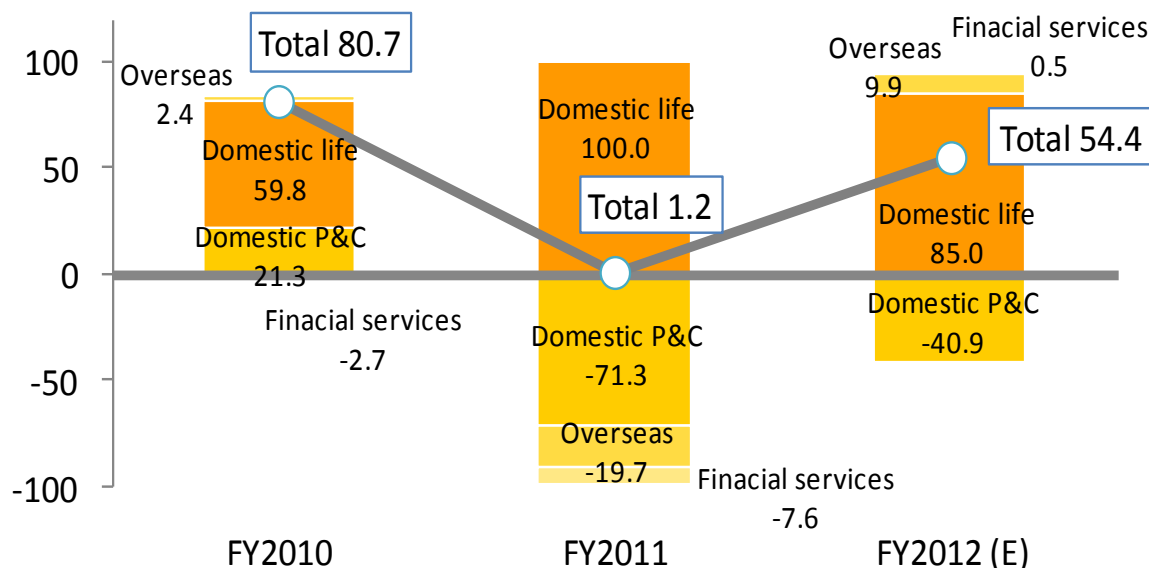 100
50
0
-50
-100
Total 80.7
Overseas
2.4
Domestic life
59.8
Domestic P&C
21.3
Finacial services
-2.7
Domestic life
100.0
Total 1.2
Domestic P&C
-71.3
Overseas
-19.7
Finacial services
-7.6
Finacial services
0.5
Overseas
9.9
Total 54.4
Domestic life
85.0
Domestic P&C
-40.9
FY2010
FY2011
FY2012 (E)